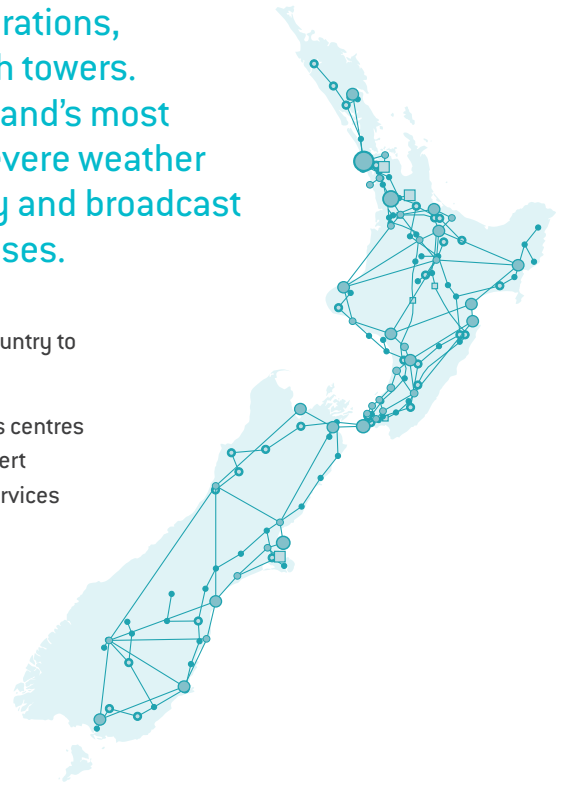 rations,
h towers.
and's most
vere weather
y and broadcast
ses.
untry to
s centres
ert
rvices